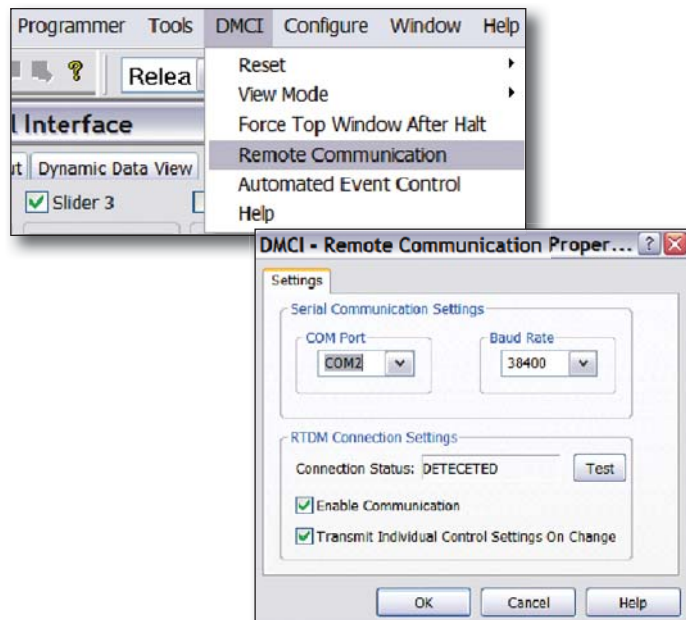 Programmer Tools DMCI Configure Window Help
Relea
Reset
View Mode
Force Top Window After Halt
Remote Communication
Automated Event Control
Help
l Interface
Dynamic Data View
Slider 3
DMCI - Remote Communication Proper... ?
Settings
Serial Communication Settings
COM Port
COM2
Baud Rate
38400
RTDM Connection Settings
Connection Status: DETECETED Test
Enable Communication
Transmit Individual Control Settings On Change
OK Cancel Help